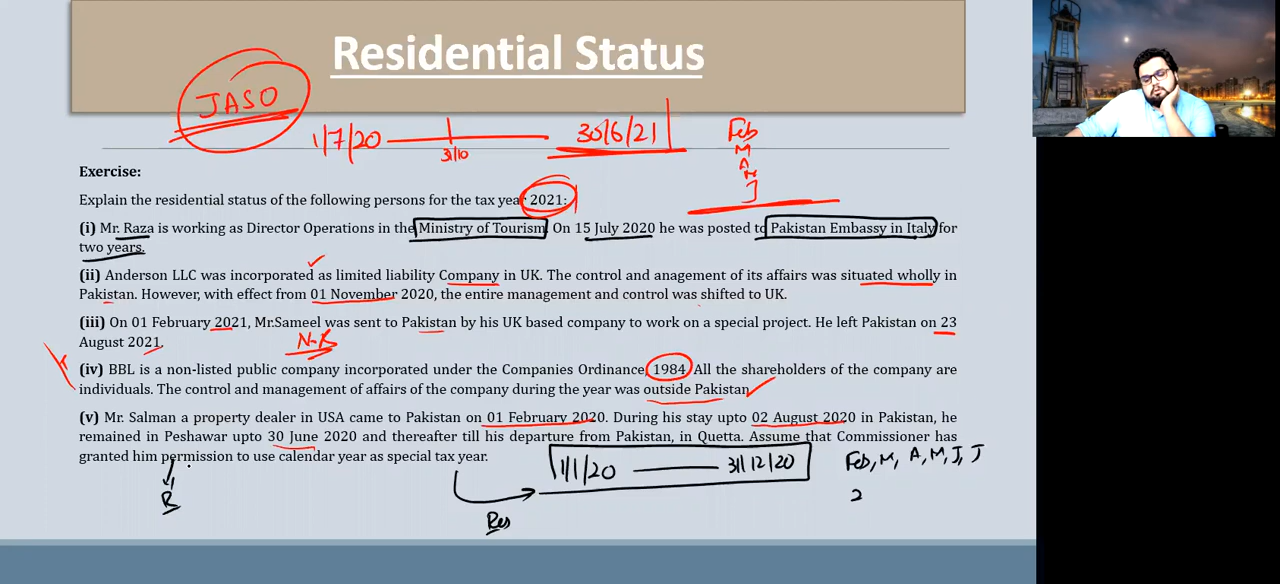 Residential Status
JASO
1/7/20 30/6/21
31/10
Feb
M
A
M
J
Exercise:
Explain the residential status of the following persons for the tax year 2021:
(i) Mr. Raza is working as Director Operations in the Ministry of Tourism. On 15 July 2020 he was posted to Pakistan Embassy in Italy for
two years.
(ii) Anderson LLC was incorporated as limited liability Company in UK. The control and anagement of its affairs was situated wholly in
Pakistan. However, with effect from 01 November 2020, the entire management and control was shifted to UK.
(iii) On 01 February 2021, Mr.Sameel was sent to Pakistan by his UK based company to work on a special project. He left Pakistan on 23
August 2021.
N-R
(iv) BBL is a non-listed public company incorporated under the Companies Ordinance, 1984. All the shareholders of the company are
individuals. The control and management of affairs of the company during the year was outside Pakistan
(v) Mr. Salman a property dealer in USA came to Pakistan on 01 February 2020. During his stay upto 02 August 2020 in Pakistan, he
remained in Peshawar upto 30 June 2020 and thereafter till his departure from Pakistan, in Quetta. Assume that Commissioner has
granted him permission to use calendar year as special tax year.
1/1/20 31/12/20
Feb, M, A, M, J, J
2
R
Res